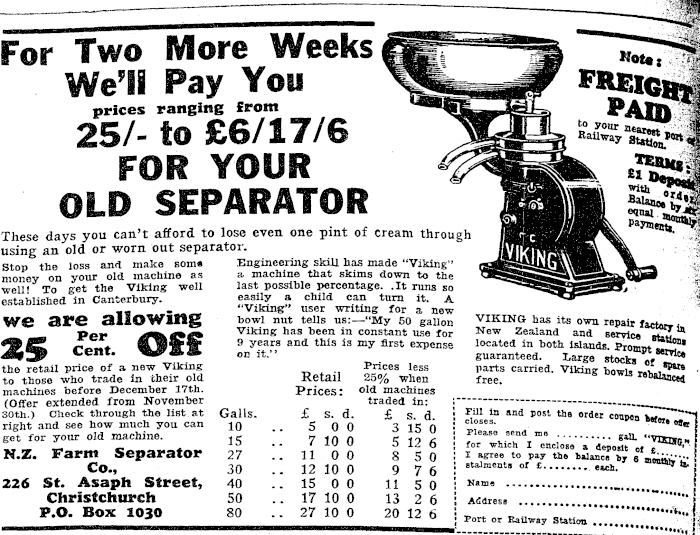 For Two More Weeks
We'll Pay You
prices ranging from
25/- to £6/17/6
FOR YOUR
OLD SEPARATOR
These days you can't afford to lose even one pint of cream through
using an old or worn out separator.
Stop the loss and make some
money on your old machine as
well! To get the Viking well
established in Canterbury.
we are allowing
25 Per Cent. Off
the retail price of a new Viking
to those who trade in their old
machines before December 17th.
(Offer extended from November
30th.) Check through the list at
right and see how much you can
get for your old machine.
N.Z. Farm Separator
Co.,
226 St. Asaph Street,
Christchurch
P.O. Box 1030
Engineering skill has made "Viking"
a machine that skims down to the
last possible percentage. .It runs so
easily a child can turn it. A
"Viking" user writing for a new
bowl nut tells us:—"My 50 gallon
Viking has been in constant use for
9 years and this is my first expense
on it."
Retail Prices: Prices less 25% when old machines traded in:
Galls. £ s. d. £ s. d.
10 .. 5 0 0 3 15 0
15 .. 7 10 0 5 12 6
27 .. 11 0 0 8 5 0
30 .. 12 10 0 9 7 6
40 .. 15 0 0 11 5 0
50 .. 17 10 0 13 2 6
80 .. 27 10 0 20 12 6
VIKING
Note:
FREIGHT
PAID
to your nearest port or
Railway Station.
TERMS:
£1 Deposit
with order
Balance by
equal monthly
payments.
VIKING has its own repair factory in
New Zealand and service stations
located in both islands. Prompt service
guaranteed. Large stocks of spare
parts carried. Viking bowls rebalanced
free.
Fill in and post the order coupon before offer
closes.
Please send me ......... gall. "VIKING,"
for which I enclose a deposit of £......
I agree to pay the balance by 6 monthly in-
stalments of £........ each.
Name ..............................
Address ..............................
Port or Railway Station ................